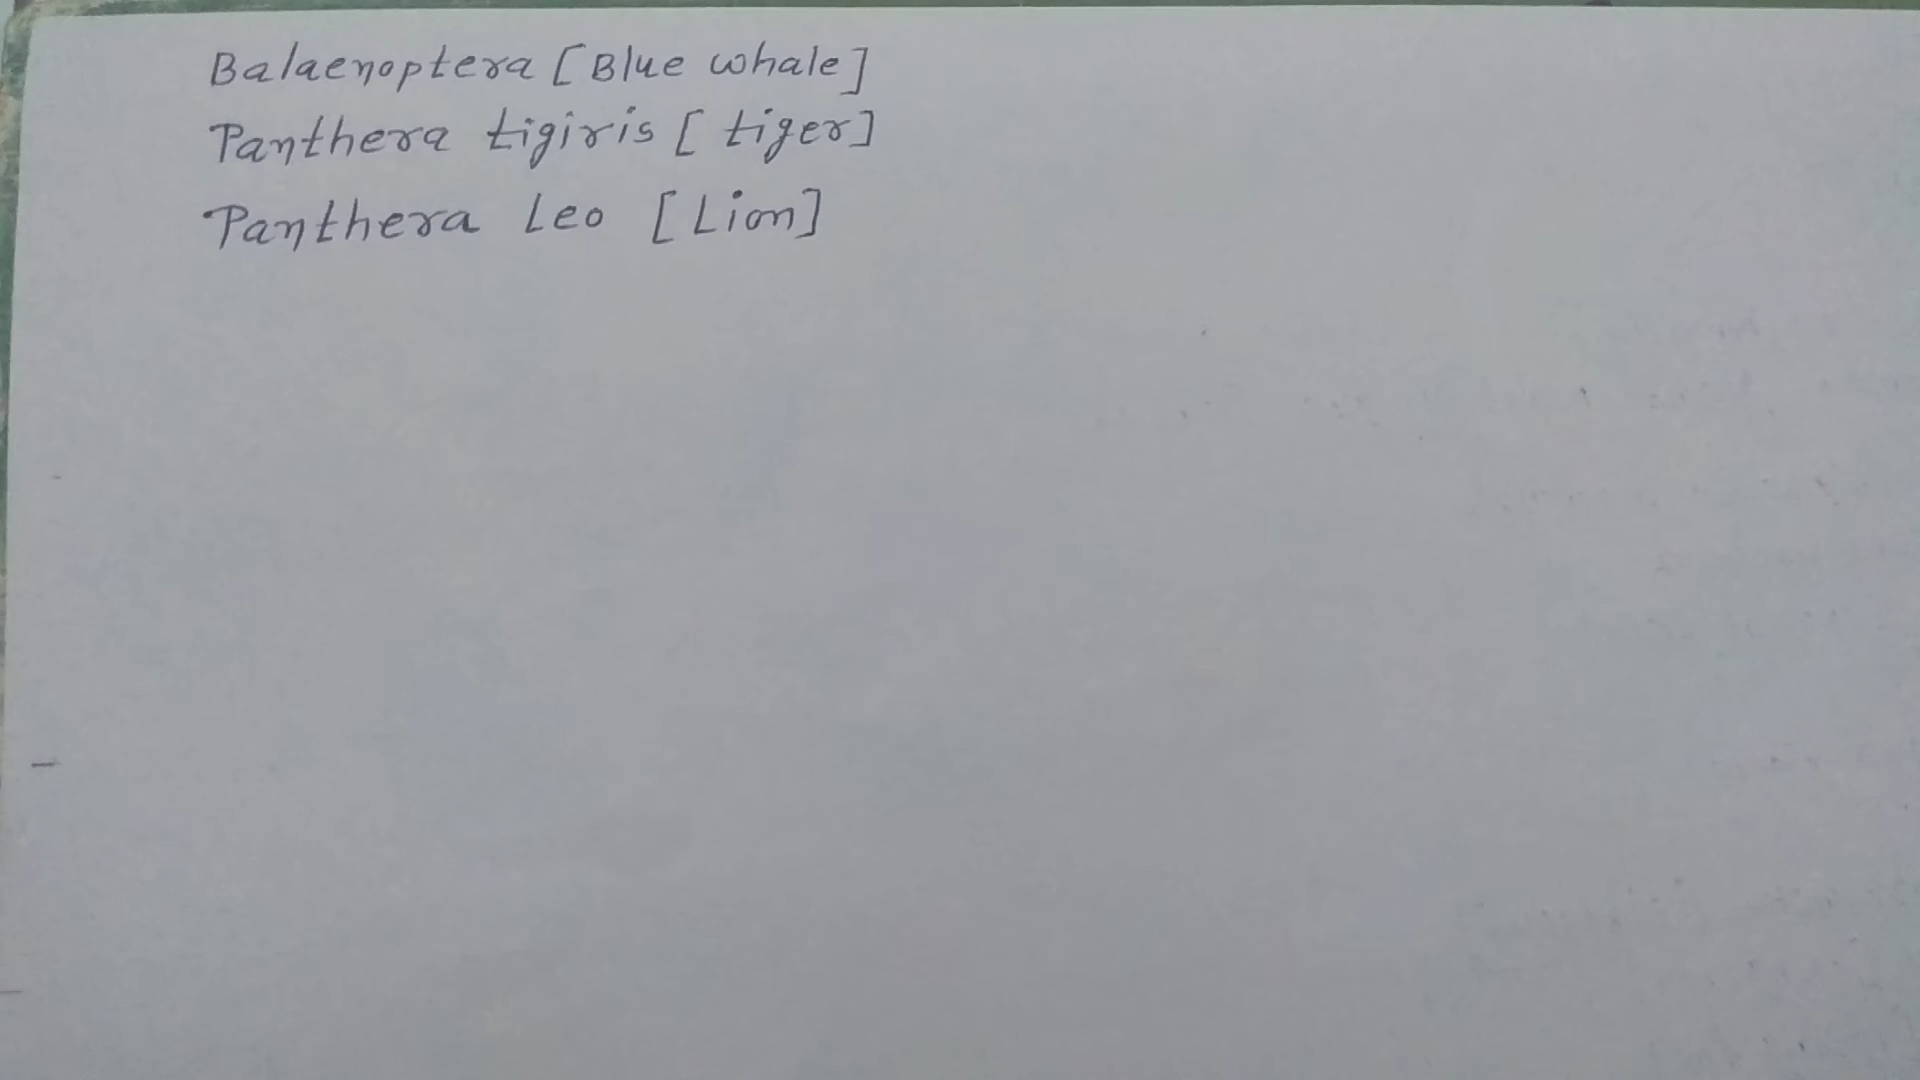 Balaenoptera [Blue whale]
Panthera tigiris [tiger]
Panthera Leo [Lion]